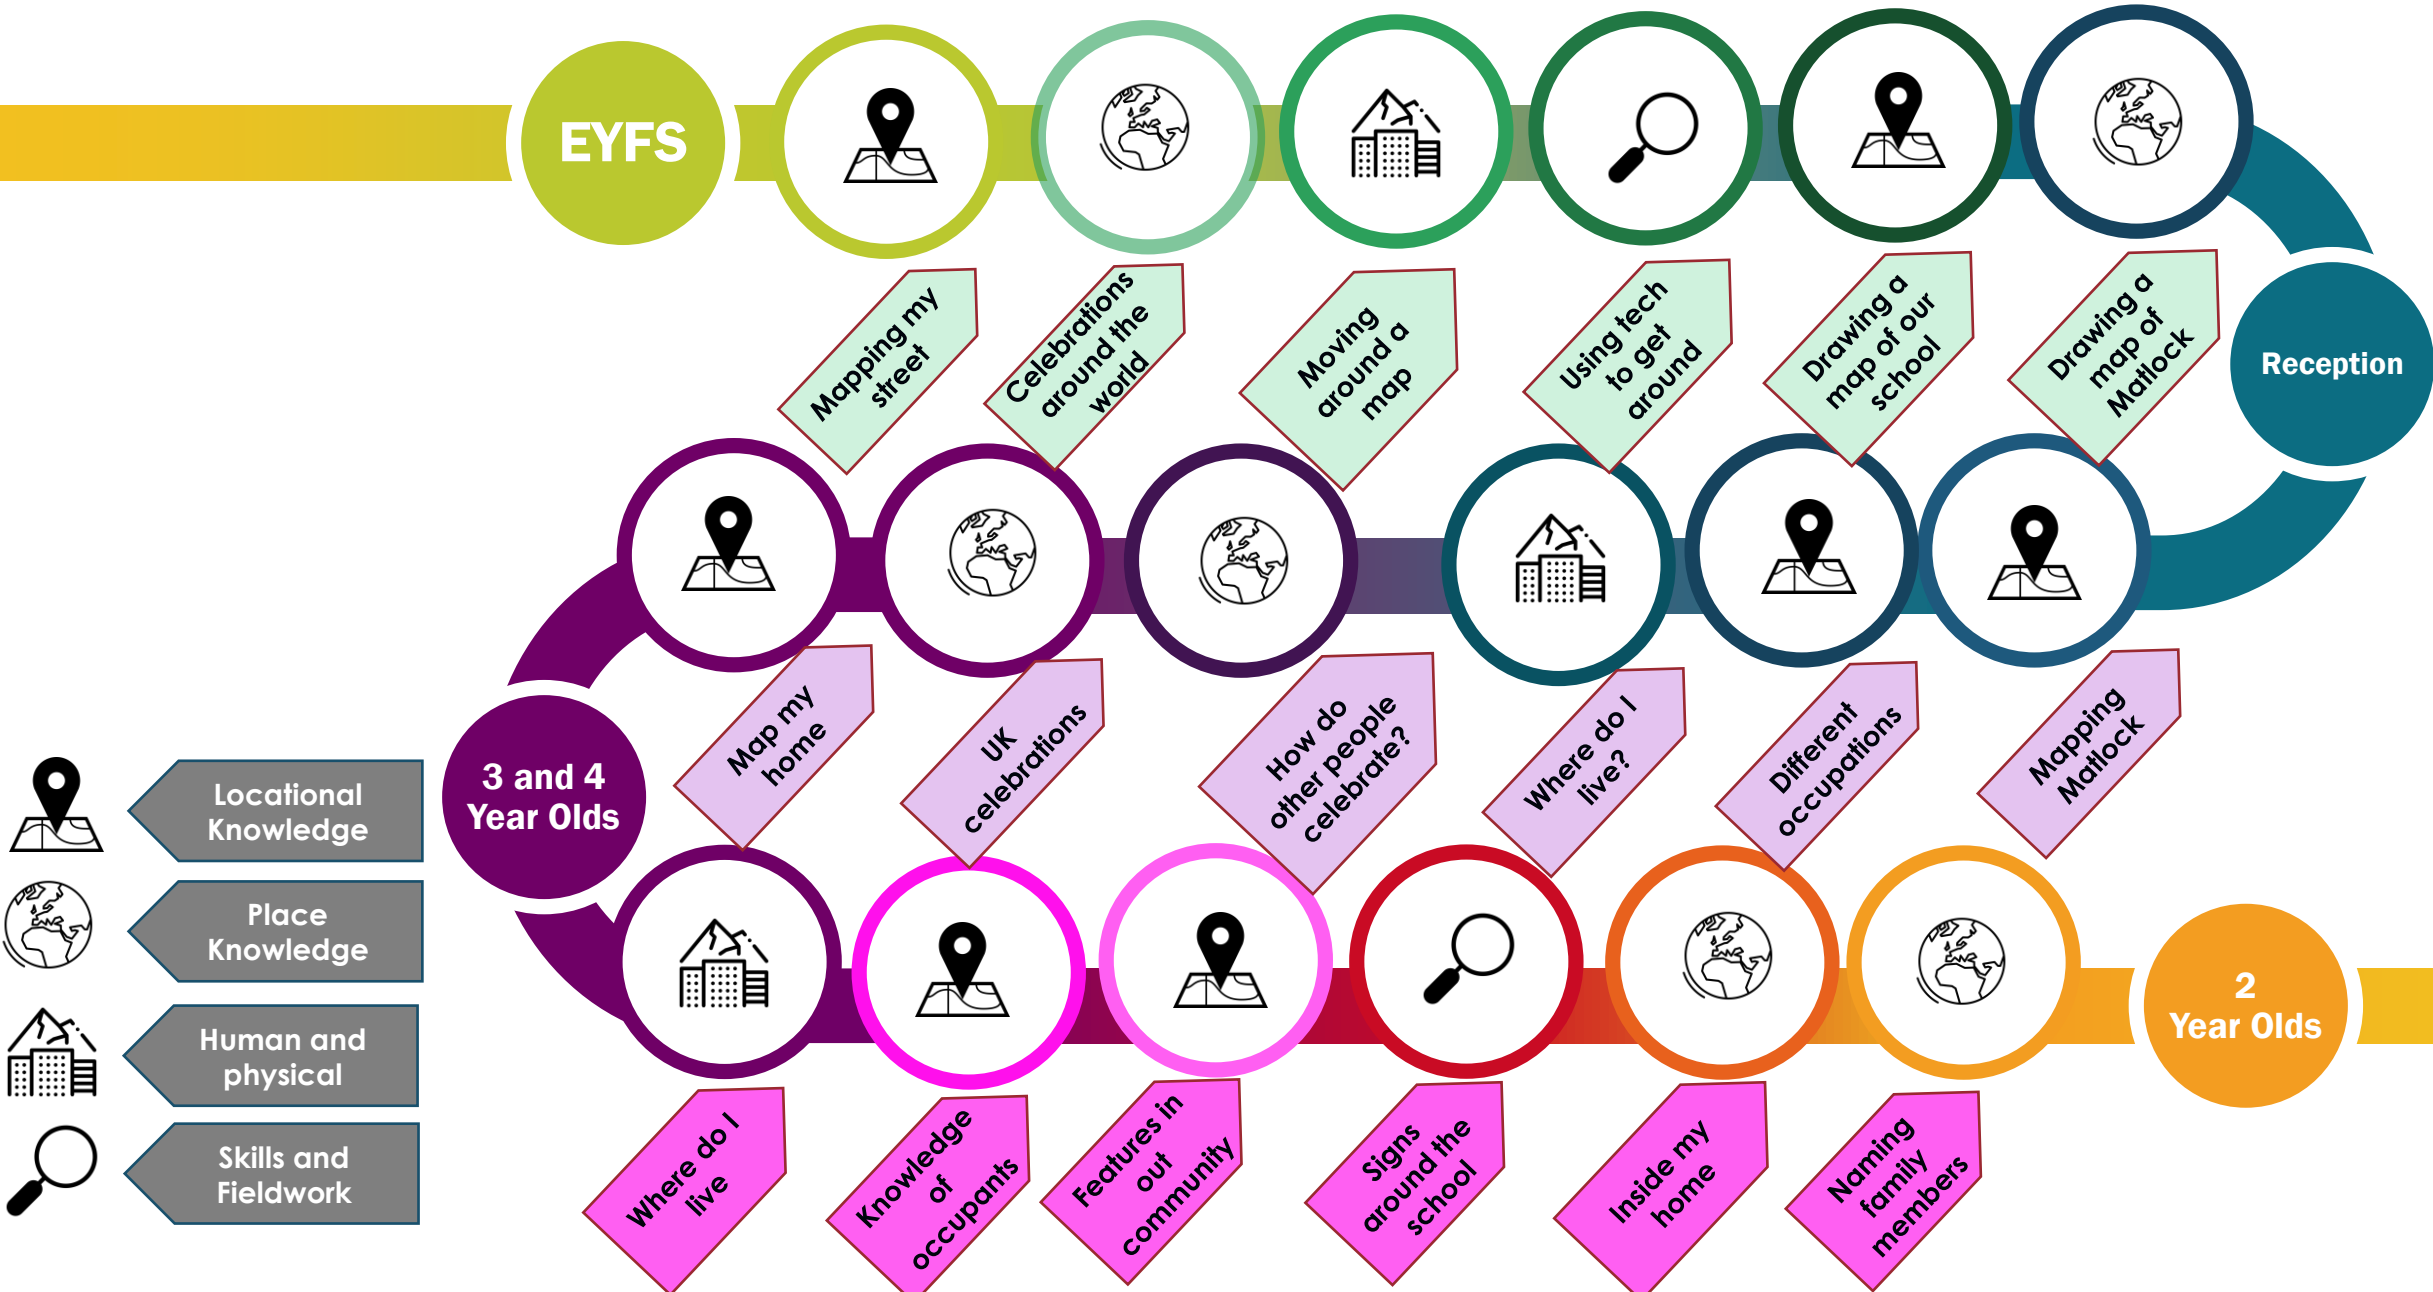 EYFS
Mapping my
street
Celebrations
around the
world
Moving
around a
map
Using tech
to get
around
Drawing a
map of our
school
Drawing a
map of
Matlock
Reception
Map my
home
UK
celebrations
How do
other people
celebrate?
Where do I
live?
Different
occupations
Mapping
Matlock
3 and 4
Year Olds
Locational
Knowledge
Place
Knowledge
Human and
physical
Skills and
Fieldwork
Where do I
live
Knowledge
of
occupants
Features in
out
community
Signs
around the
school
Inside my
home
Naming
family
members
2
Year Olds